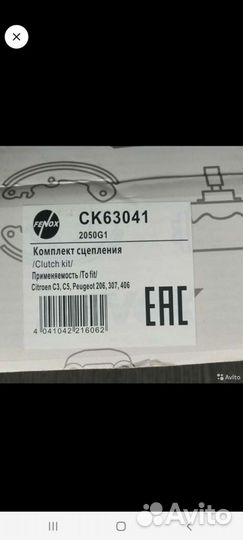 FENOX
CK63041
2050G1
Комплект сцепления
/Clutch kit/
Применяемость /To fit/
Citroen C3, C5, Peugeot 206, 307, 406
EAC
4 041042 216062
Avito
Avito